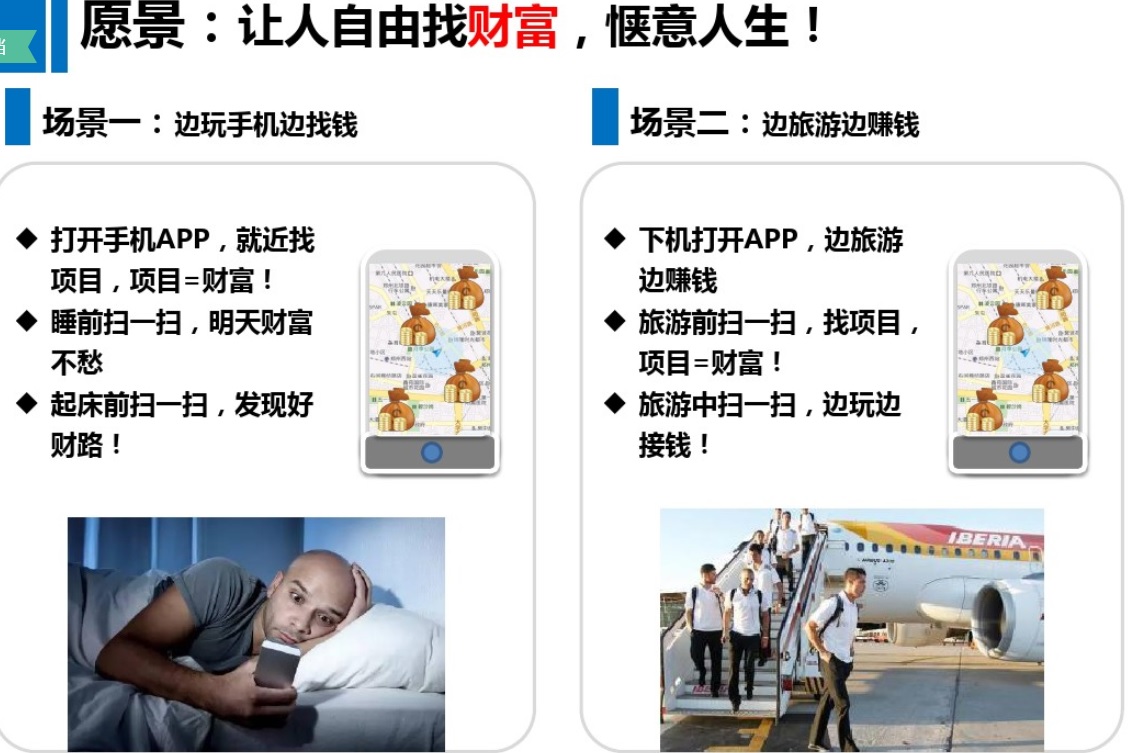 档
愿景：让人自由找财富，惬意人生！
场景一：边玩手机边找钱
◆ 打开手机APP，就近找
项目，项目=财富！
◆ 睡前扫一扫，明天财富
不愁
◆ 起床前扫一扫，发现好
财路！
场景二：边旅游边赚钱
◆ 下机打开APP，边旅游
边赚钱
◆ 旅游前扫一扫，找项目，
项目=财富！
◆ 旅游中扫一扫，边玩边
接钱！
IBERIA
IBERIA